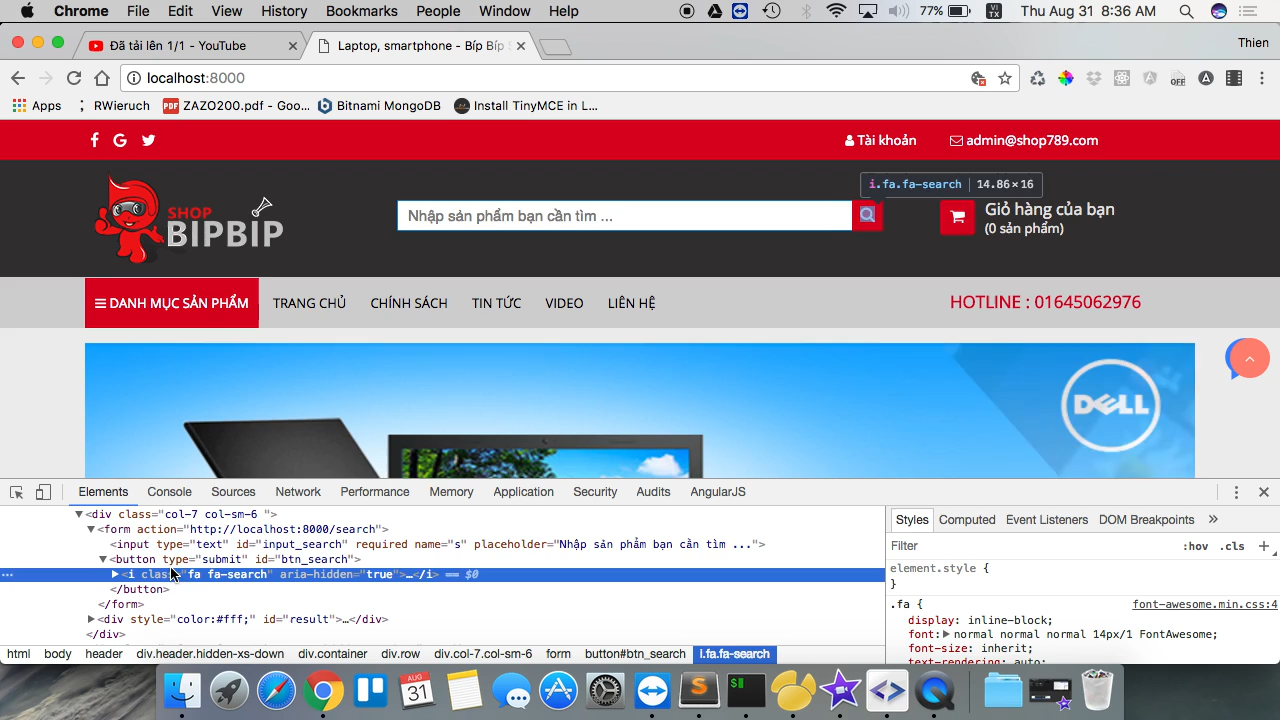 Chrome File Edit View History Bookmarks People Window Help 77% VI TX Thu Aug 31 8:36 AM
Đã tải lên 1/1 - YouTube Laptop, smartphone - Bíp Bíp S Thien
localhost:8000 OFF
Apps RWieruch PDF ZAZO200.pdf - Goo... Bitnami MongoDB Install TinyMCE in L...
Tài khoản admin@shop789.com
i.fa.fa-search 14.86×16
SHOP
BIPBIP
Nhập sản phẩm bạn cần tìm ...
Giỏ hàng của bạn
(0 sản phẩm)
DANH MỤC SẢN PHẨM TRANG CHỦ CHÍNH SÁCH TIN TỨC VIDEO LIÊN HỆ HOTLINE : 01645062976
DELL
Elements Console Sources Network Performance Memory Application Security Audits AngularJS
<div class="col-7 col-sm-6 ">
<form action="http://localhost:8000/search">
<input type="text" id="input_search" required name="s" placeholder="Nhập sản phẩm bạn cần tìm ...">
<button type="submit" id="btn_search">
<i class="fa fa-search" aria-hidden="true">…</i> == $0
</button>
</form>
<div style="color:#fff;" id="result">…</div>
</div>
html body header div.header.hidden-xs-down div.container div.row div.col-7.col-sm-6 form button#btn_search i.fa.fa-search
Styles Computed Event Listeners DOM Breakpoints »
Filter :hov .cls +
element.style {
}
.fa { font-awesome.min.css:4
display: inline-block;
font: normal normal normal 14px/1 FontAwesome;
font-size: inherit;
text-rendering: auto;
AUG
31
S
$